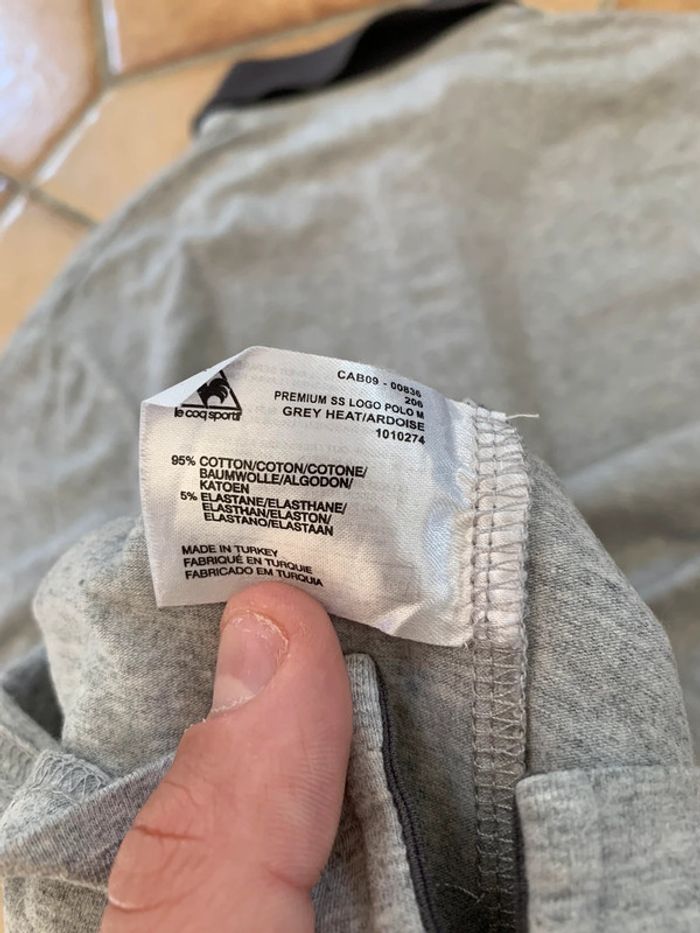 le coq sportif
CAB09 - 00836
206
PREMIUM SS LOGO POLO M
GREY HEAT/ARDOISE
1010274
95% COTTON/COTON/COTONE/
BAUMWOLLE/ALGODON/
KATOEN
5% ELASTANE/ELASTHANE/
ELASTHAN/ELASTON/
ELASTANO/ELASTAAN
MADE IN TURKEY
FABRIQUÉ EN TURQUIE
FABRICADO EM TURQUIA